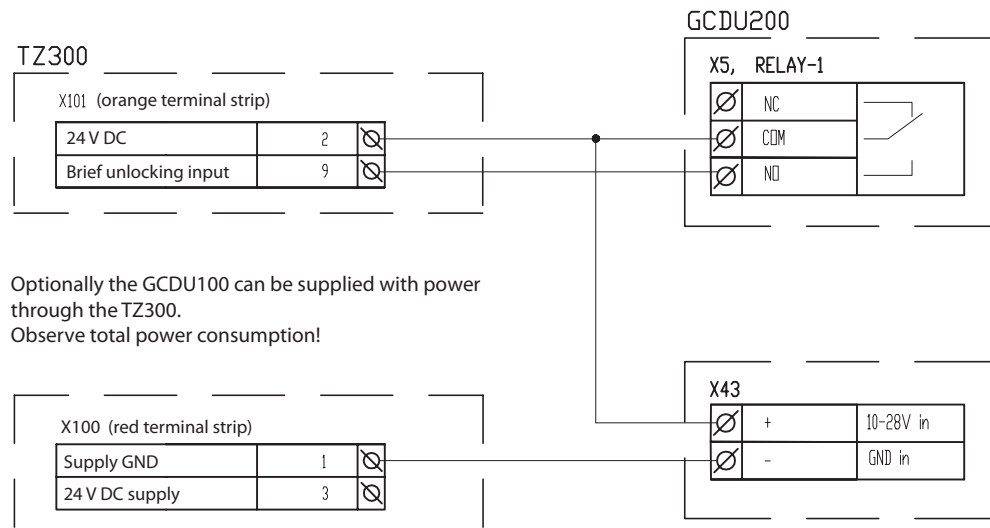 GCDU200
TZ300
X5, RELAY-1
X101 (orange terminal strip)
NC
24 V DC 2
COM
Brief unlocking input 9
NO
Optionally the GCDU100 can be supplied with power
through the TZ300.
Observe total power consumption!
X43
X100 (red terminal strip)
+ 10-28V in
Supply GND 1
- GND in
24 V DC supply 3